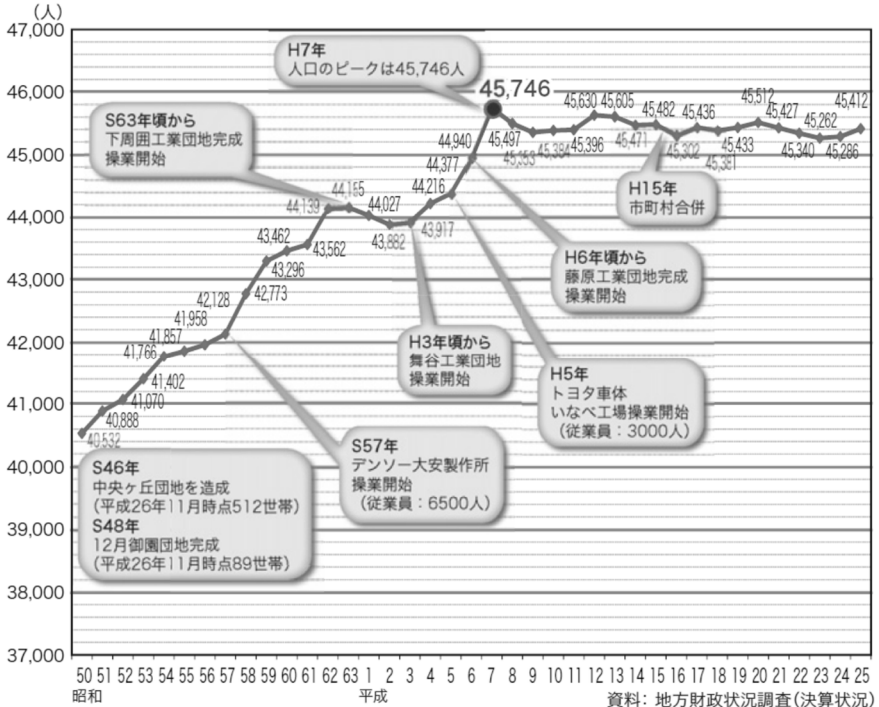 (人)
47,000
46,000
45,000
44,000
43,000
42,000
41,000
40,000
39,000
38,000
37,000
H7年
人口のピークは45,746人
S63年頃から
下周囲工業団地完成
操業開始
H15年
市町村合併
H6年頃から
藤原工業団地完成
操業開始
H3年頃から
舞谷工業団地
操業開始
H5年
トヨタ車体
いなべ工場操業開始
(従業員：3000人)
S57年
デンソー大安製作所
操業開始
(従業員：6500人)
S46年
中央ヶ丘団地を造成
(平成26年11月時点512世帯)
S48年
12月御園団地完成
(平成26年11月時点89世帯)
40,532
40,888
41,070
41,402
41,766
41,857
41,958
42,128
42,773
43,296
43,462
43,562
44,139
44,155
44,027
43,882
43,917
44,216
44,377
44,940
45,746
45,497
45,353
45,384
45,396
45,630
45,605
45,471
45,482
45,302
45,436
45,381
45,433
45,512
45,427
45,340
45,262
45,286
45,412
50 51 52 53 54 55 56 57 58 59 60 61 62 63 1 2 3 4 5 6 7 8 9 10 11 12 13 14 15 16 17 18 19 20 21 22 23 24 25
昭和 平成
資料：地方財政状況調査(決算状況)